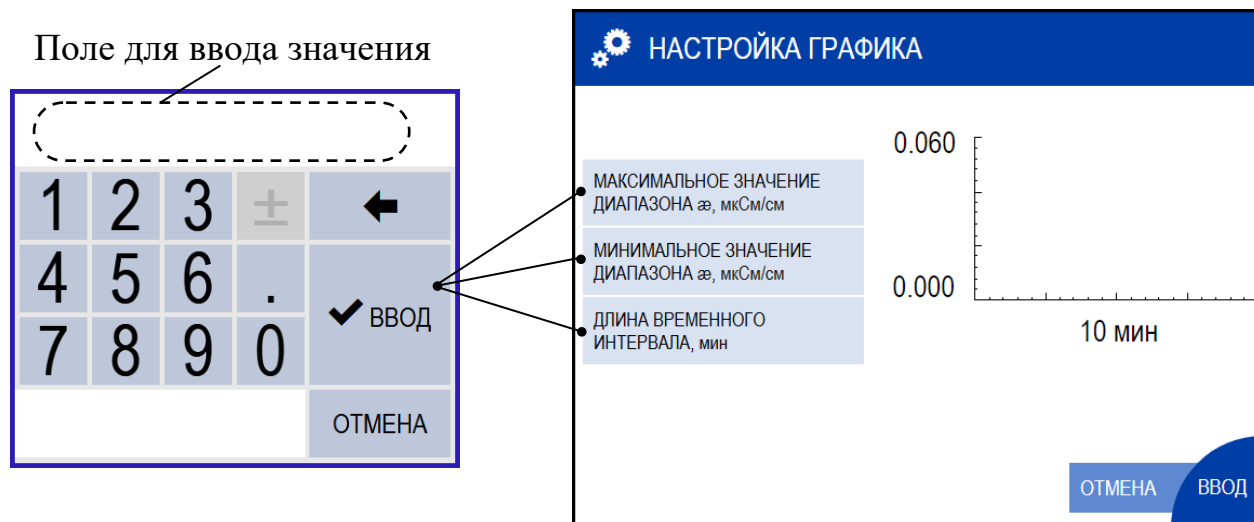 Поле для ввода значения
1 2 3 ±
4 5 6 .
ВВОД
7 8 9 0
ОТМЕНА
НАСТРОЙКА ГРАФИКА
МАКСИМАЛЬНОЕ ЗНАЧЕНИЕ
ДИАПАЗОНА æ, мкСм/см
МИНИМАЛЬНОЕ ЗНАЧЕНИЕ
ДИАПАЗОНА æ, мкСм/см
ДЛИНА ВРЕМЕННОГО
ИНТЕРВАЛА, мин
0.060
0.000
10 мин
ОТМЕНА
ВВОД